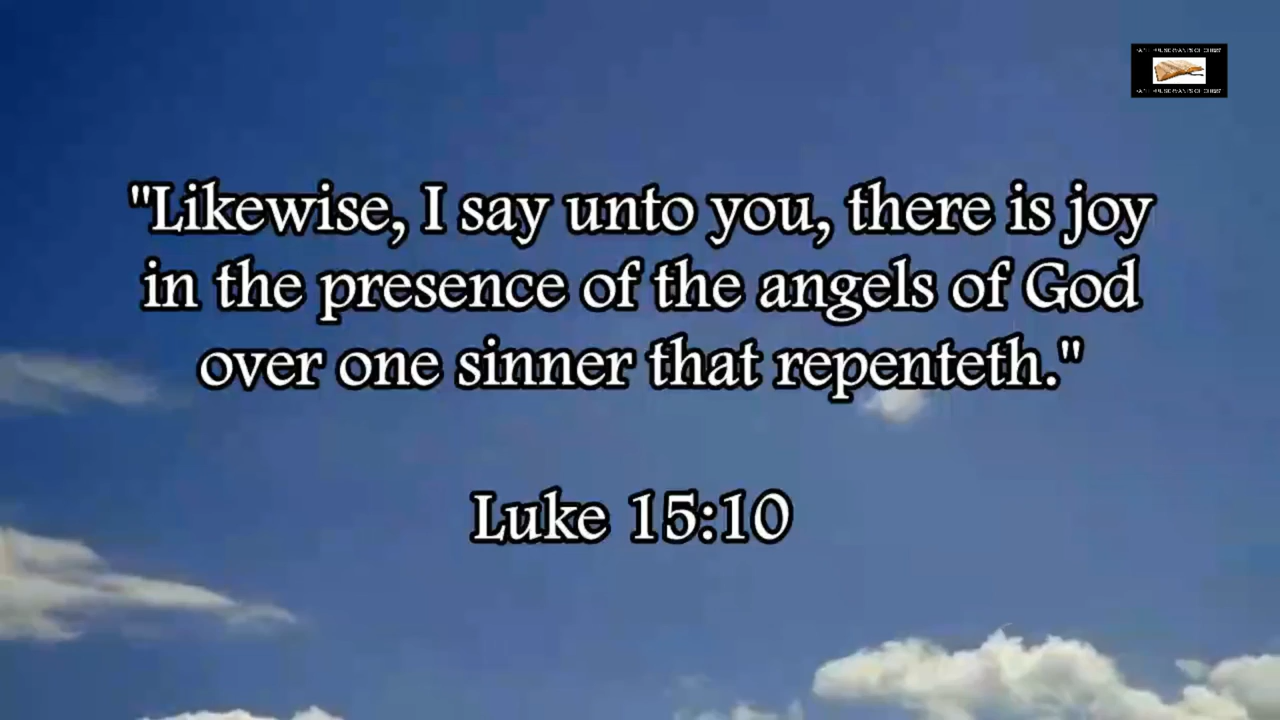 "Likewise, I say unto you, there is joy
in the presence of the angels of God
over one sinner that repenteth."
Luke 15:10